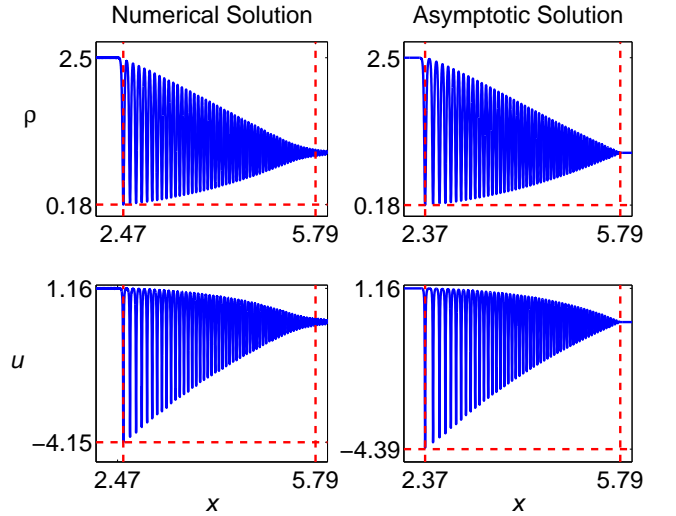 Numerical Solution
Asymptotic Solution
ρ
2.5
0.18
2.47
5.79
2.5
0.18
2.37
5.79
u
1.16
−4.15
2.47
5.79
x
1.16
−4.39
2.37
5.79
x